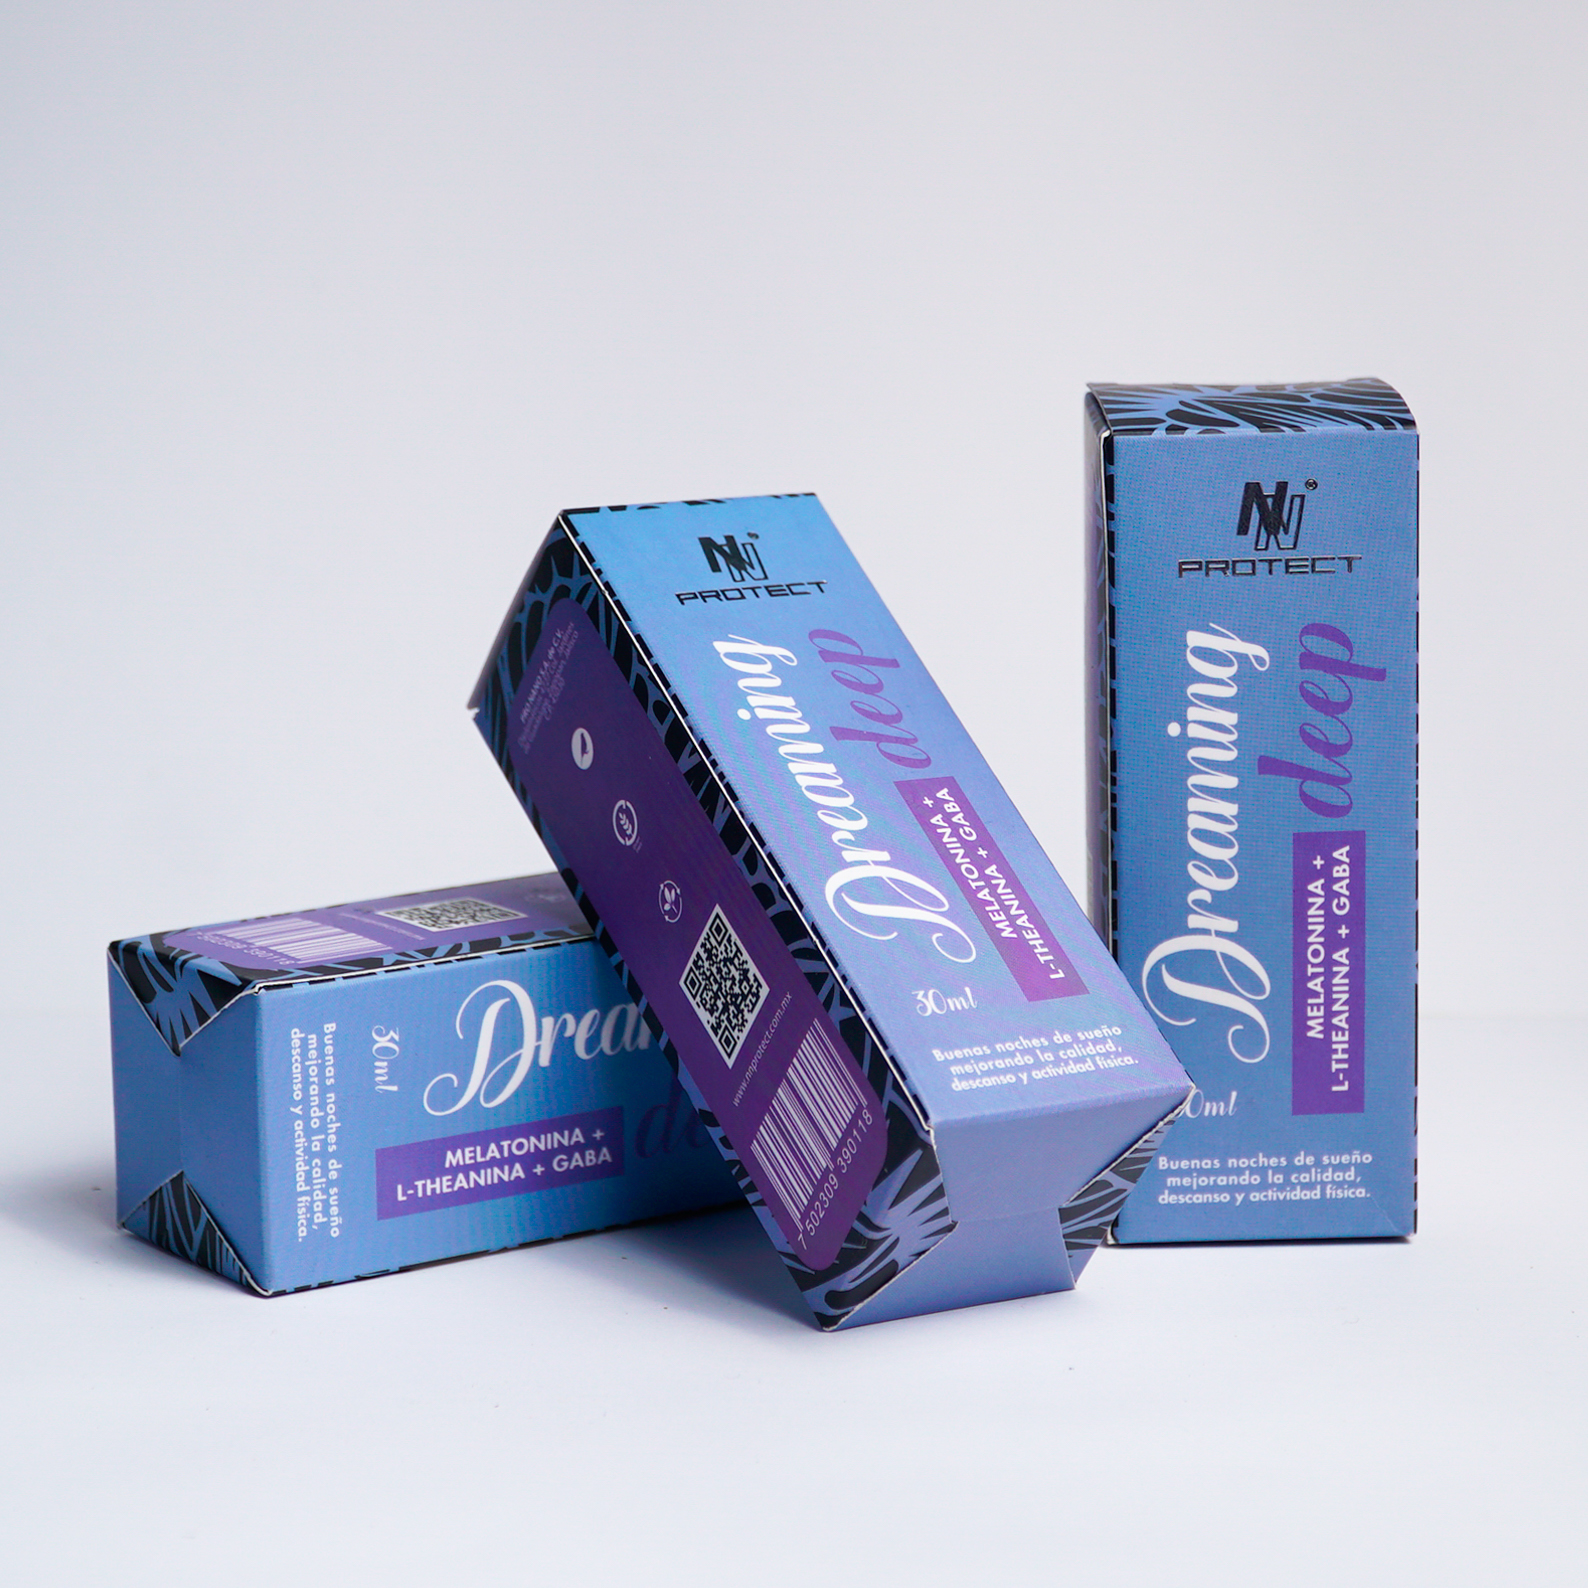 NN
PROTECT
Dreaming
deep
MELATONINA +
L-THEANINA + GABA
Buenas noches de sueño
mejorando la calidad,
descanso y actividad física.
NN
PROTECT
Dreaming
deep
MELATONINA +
L-THEANINA + GABA
30ml
Buenas noches de sueño
mejorando la calidad,
descanso y actividad física.
www.nnprotect.com.mx
7 502309 390118
Drea
MELATONINA +
L-THEANINA + GABA
30ml
Buenas noches de sueño
mejorando la calidad,
descanso y actividad física.